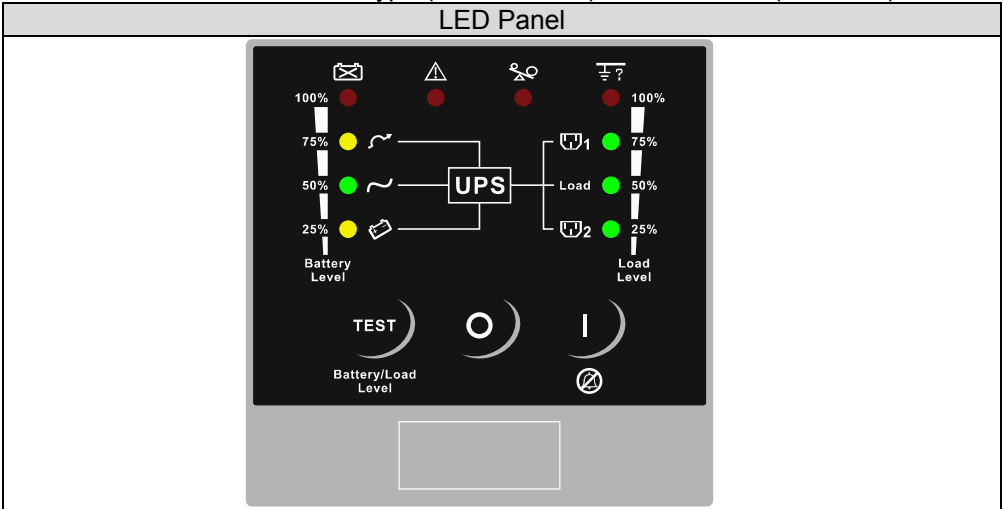 LED Panel
100% 100%
75% 1 75%
UPS
50% Load 50%
25% 2 25%
Battery Level Load Level
TEST O I
Battery/Load
Level
?